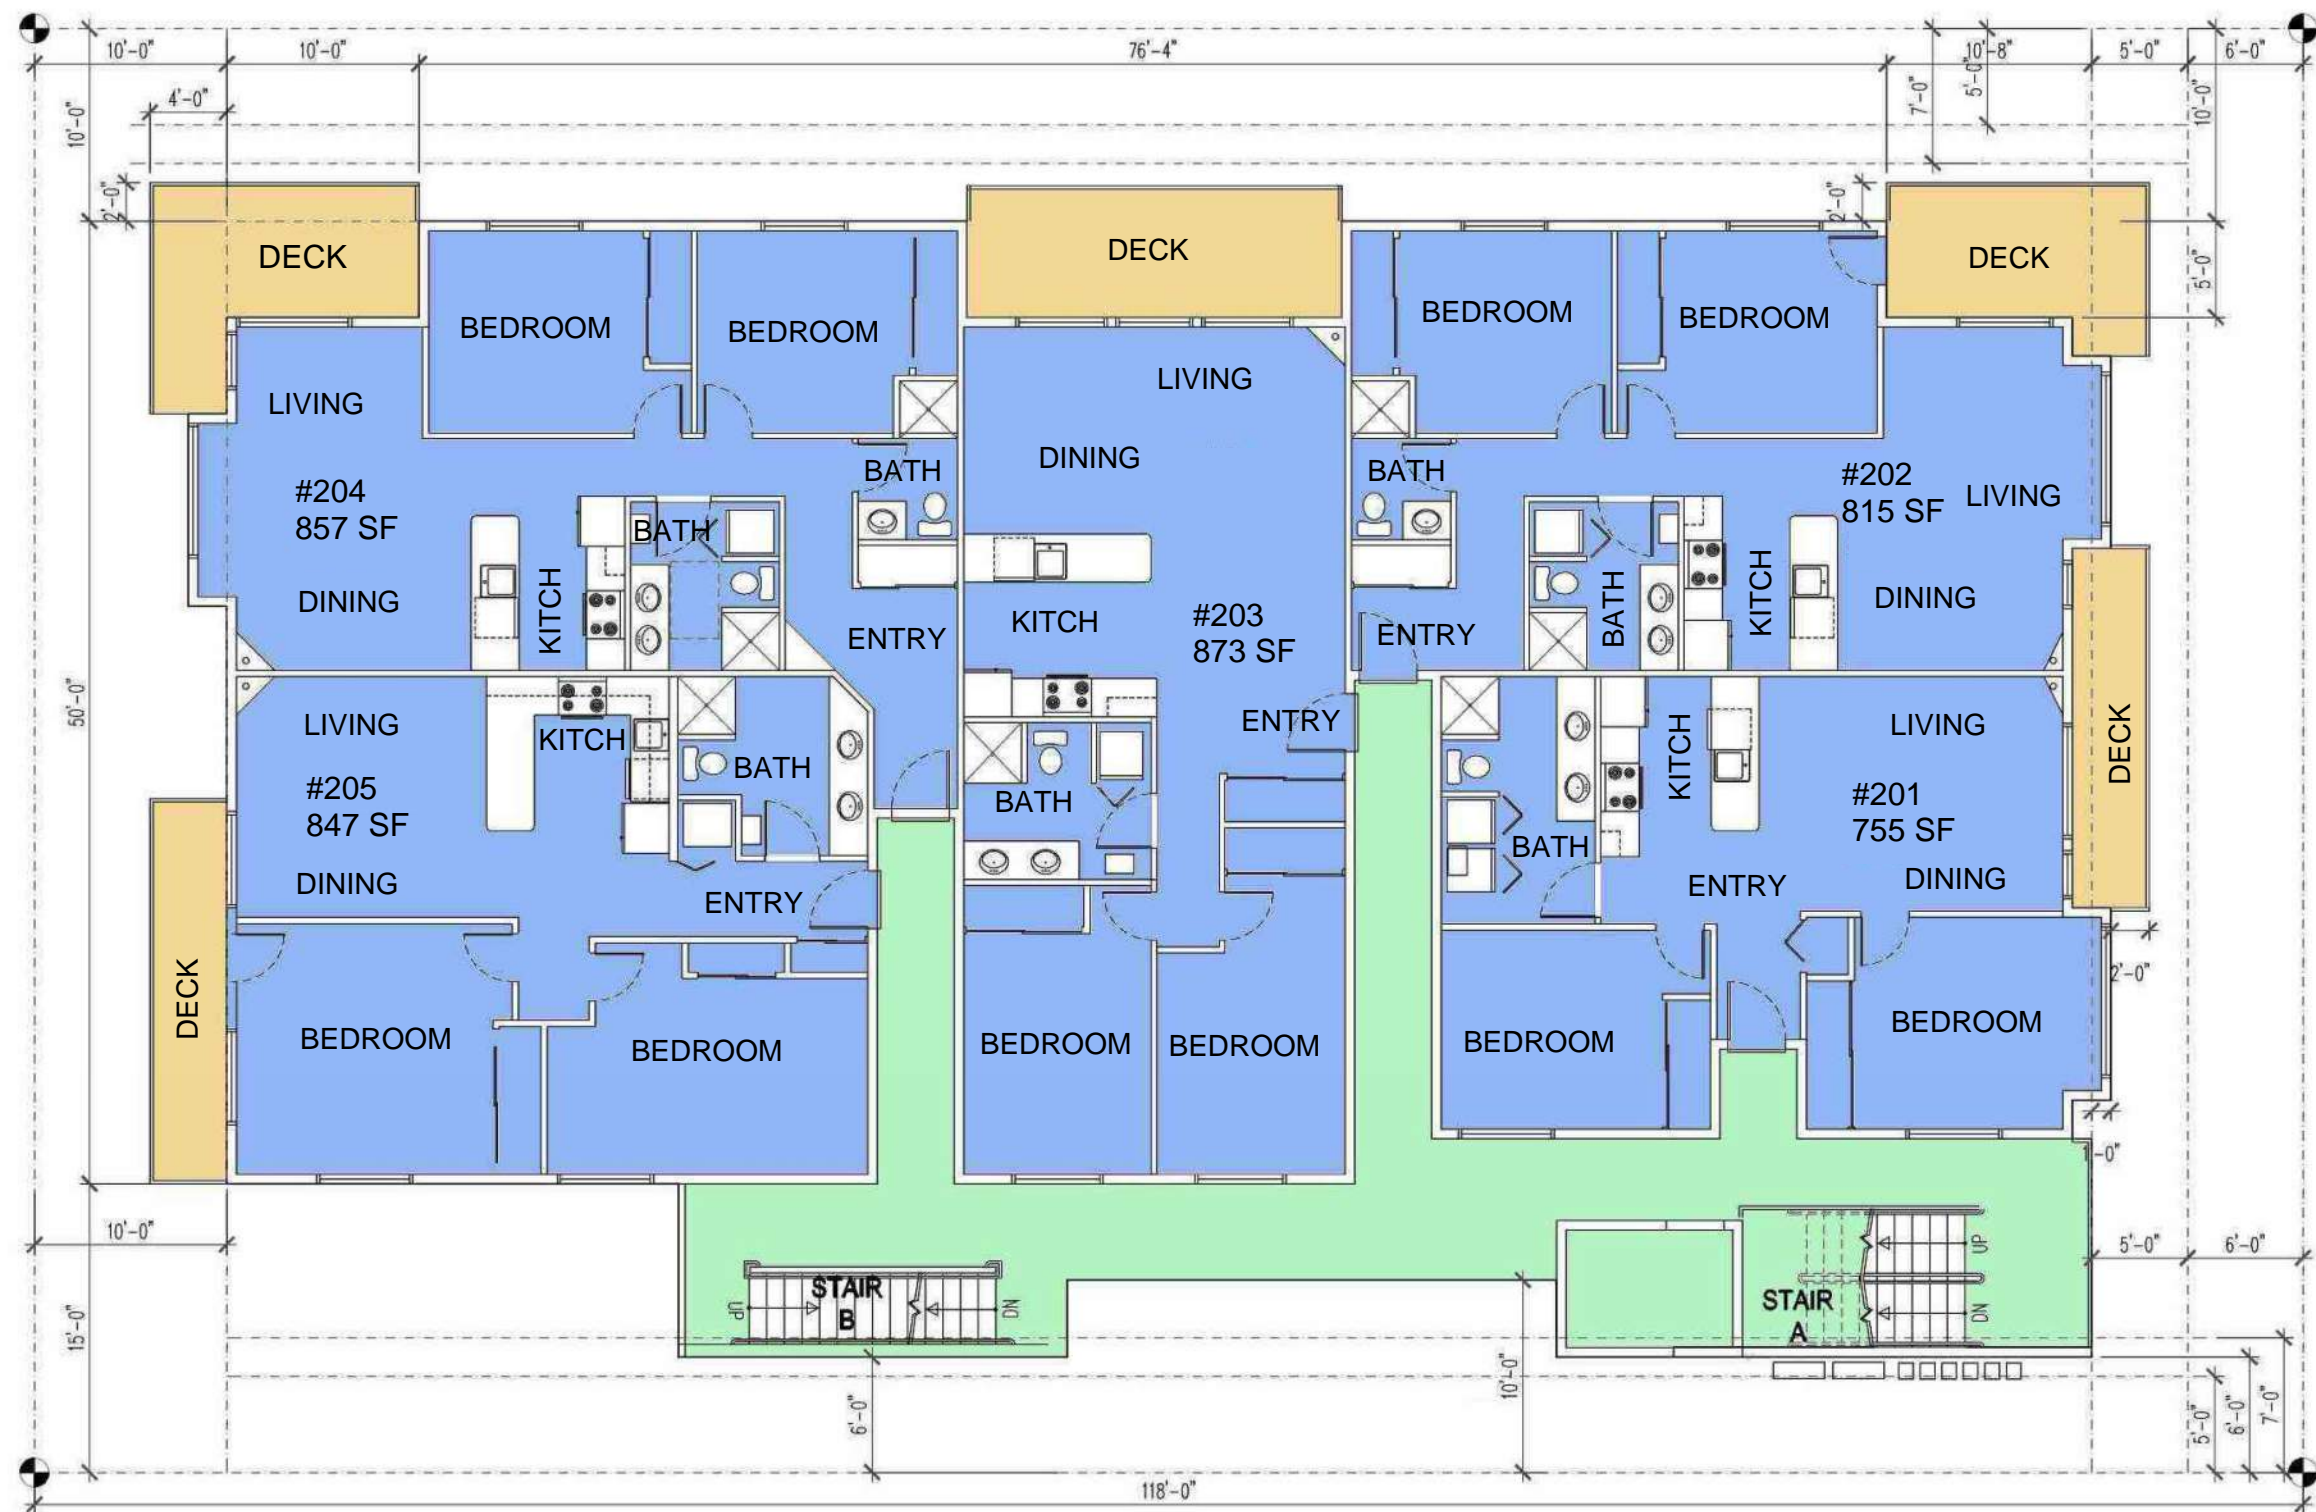 10'-0"
10'-0"
76'-4"
10'-8"
5'-0"
6'-0"
4'-0"
10'-0"
7'-0"
5'-0"
10'-0"
2'-0"
2'-0"
5'-0"
DECK
DECK
DECK
BEDROOM
BEDROOM
BEDROOM
BEDROOM
LIVING
LIVING
DINING
BATH
BATH
#204
857 SF
BATH
#202
815 SF
LIVING
DINING
KITCH
ENTRY
KITCH
#203
873 SF
ENTRY
BATH
KITCH
DINING
50'-0"
LIVING
KITCH
BATH
#205
847 SF
DINING
ENTRY
ENTRY
BATH
KITCH
LIVING
DECK
#201
755 SF
BATH
ENTRY
DINING
DECK
BEDROOM
BEDROOM
BEDROOM
BEDROOM
BEDROOM
BEDROOM
2'-0"
1'-0"
10'-0"
5'-0"
6'-0"
15'-0"
UP
STAIR
B
DN
STAIR
A
UP
DN
6'-0"
10'-0"
5'-0"
6'-0"
7'-0"
118'-0"